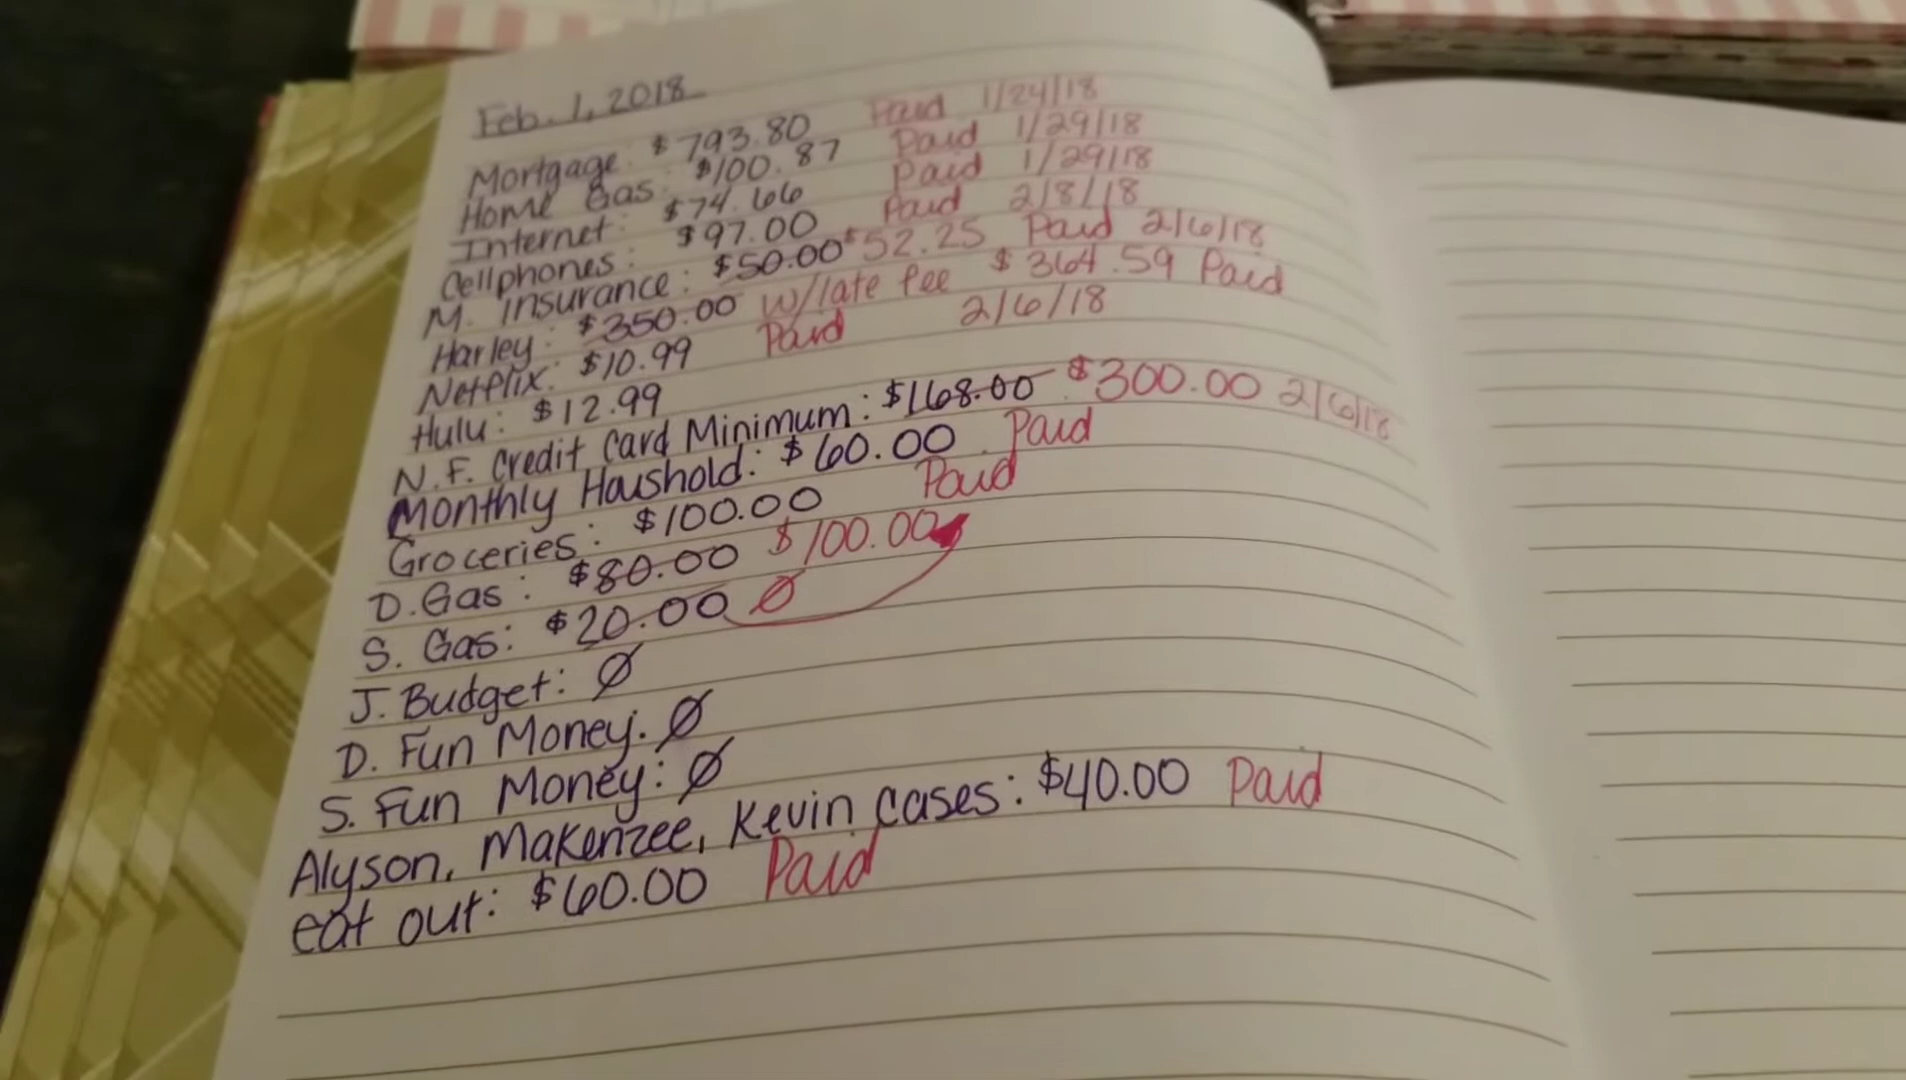 Feb. 1, 2018
Mortgage: $793.80 Paid 1/24/18
Home Gas: $100.87 Paid 1/29/18
Internet: $74.66 Paid 1/29/18
Cellphones: $97.00 Paid 2/8/18
M. Insurance: $50.00 $52.25 Paid 2/6/18
Harley: $350.00 w/late fee $364.59 Paid
Netflix: $10.99 Paid 2/6/18
Hulu: $12.99
N.F. Credit Card Minimum: $168.00 $300.00 2/6/18
Monthly Haushold: $60.00 Paid
Groceries: $100.00 Paid
D. Gas: $80.00 $100.00
S. Gas: $20.00 Ø
J. Budget: Ø
D. Fun Money: Ø
S. Fun Money: Ø
Alyson, Makenzee, Kevin cases: $40.00 Paid
eat out: $60.00 Paid